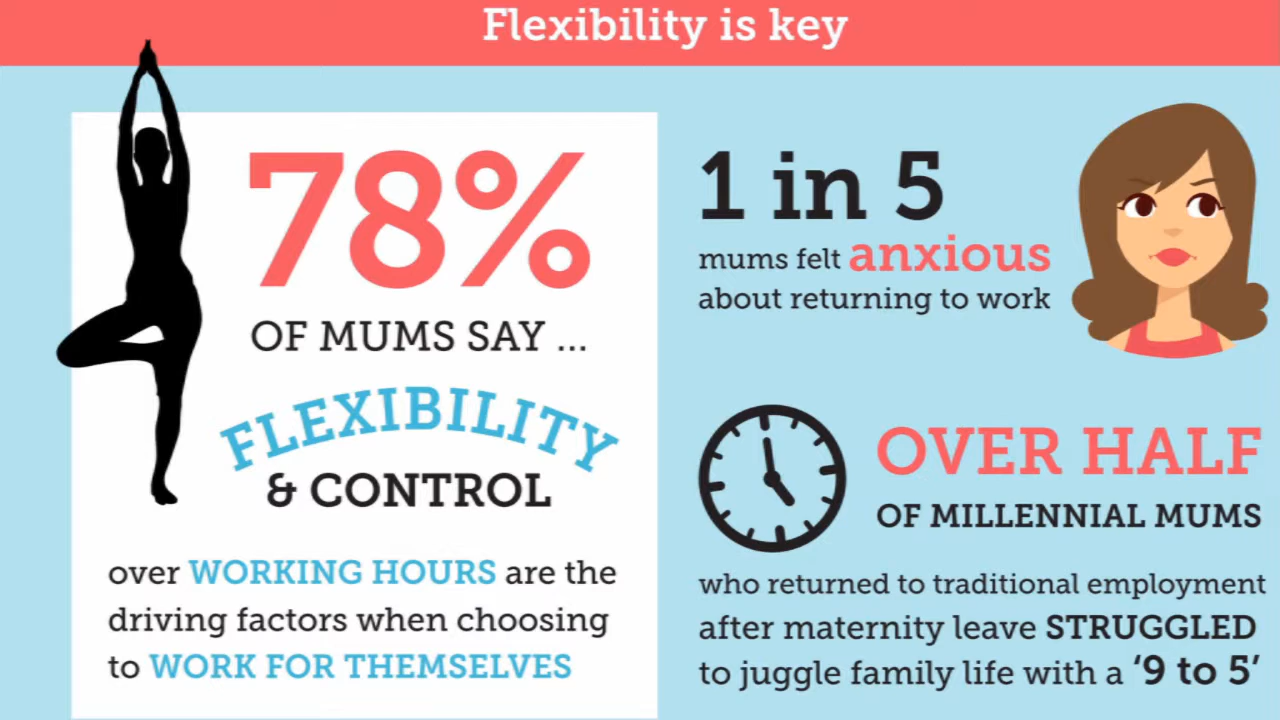 Flexibility is key
78%
OF MUMS SAY ...
FLEXIBILITY
& CONTROL
over WORKING HOURS are the
driving factors when choosing
to WORK FOR THEMSELVES
1 in 5
mums felt anxious
about returning to work
OVER HALF
OF MILLENNIAL MUMS
who returned to traditional employment
after maternity leave STRUGGLED
to juggle family life with a ‘9 to 5’